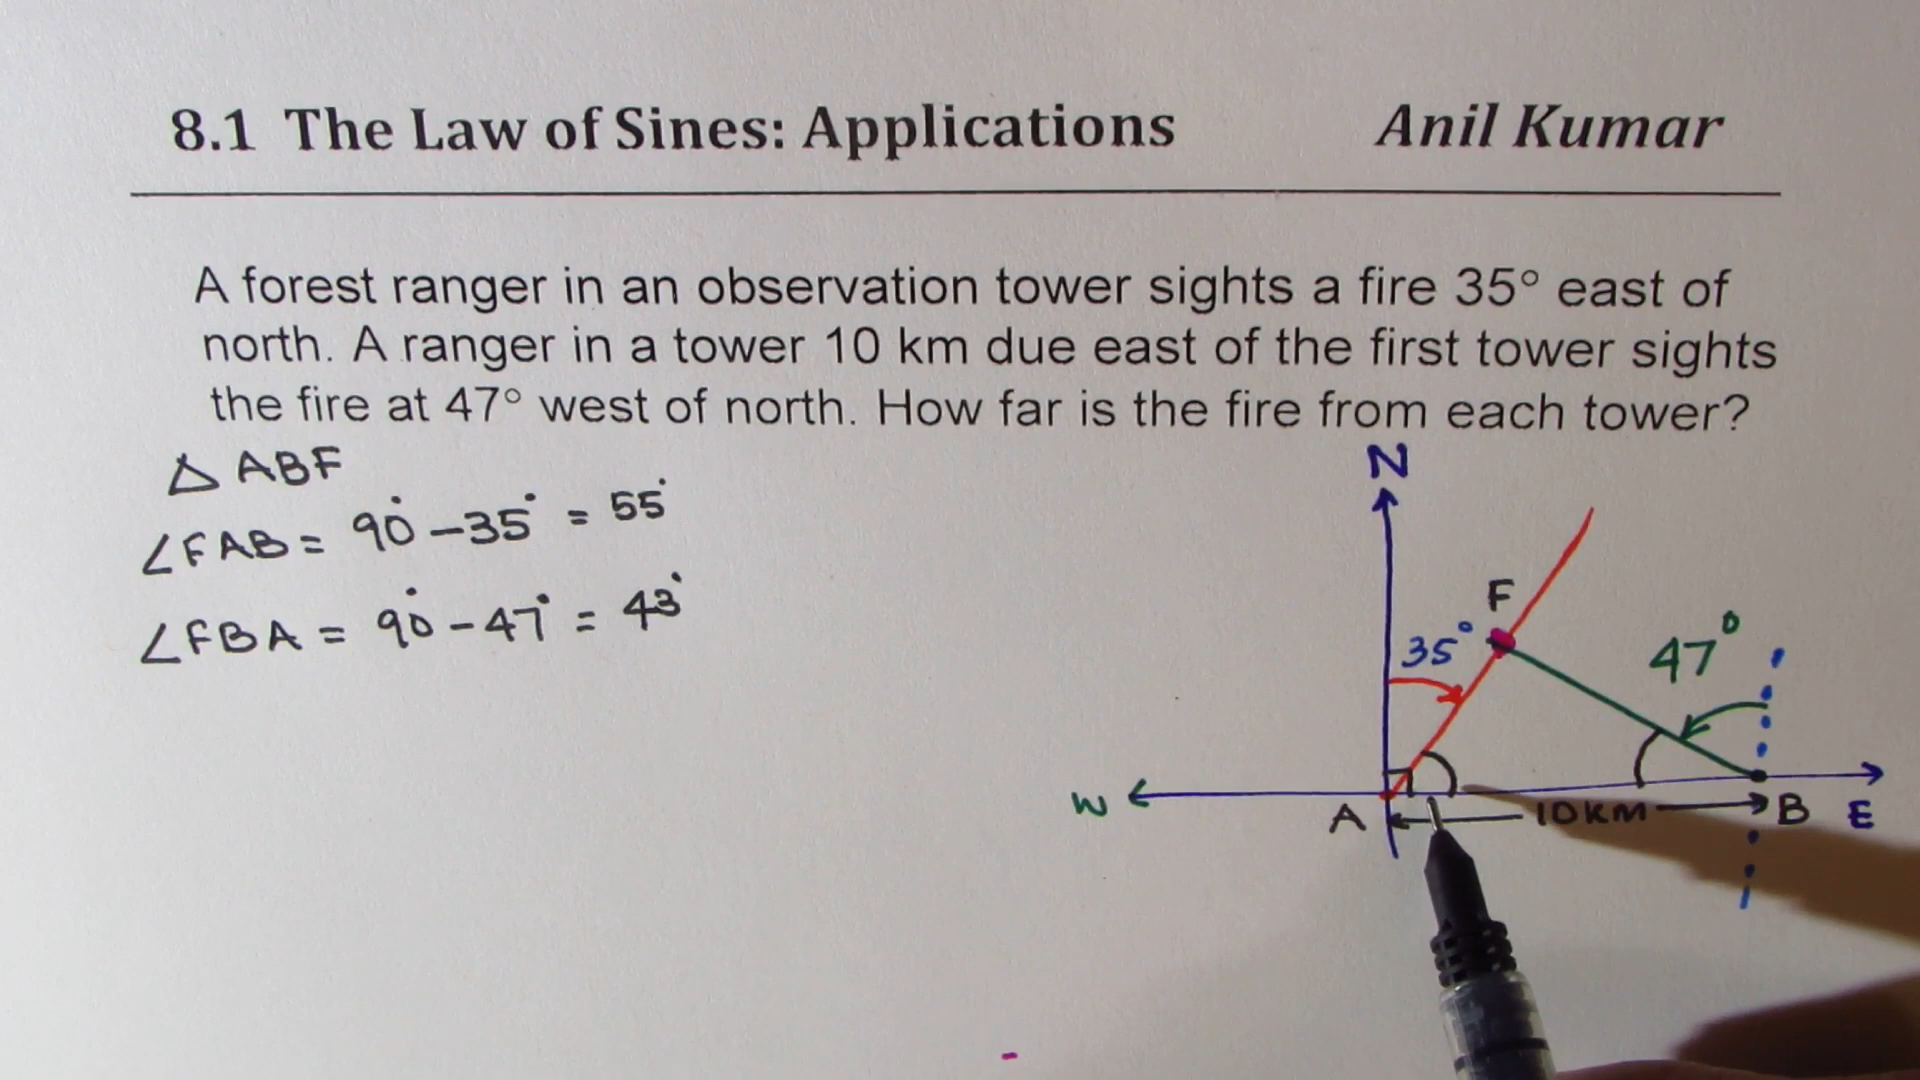 8.1 The Law of Sines: Applications Anil Kumar
A forest ranger in an observation tower sights a fire 35° east of
north. A ranger in a tower 10 km due east of the first tower sights
the fire at 47° west of north. How far is the fire from each tower?
△ ABF
∠FAB = 90° - 35° = 55°
∠FBA = 90° - 47° = 43°
N
F
35°
47°
W
A
10KM
B
E